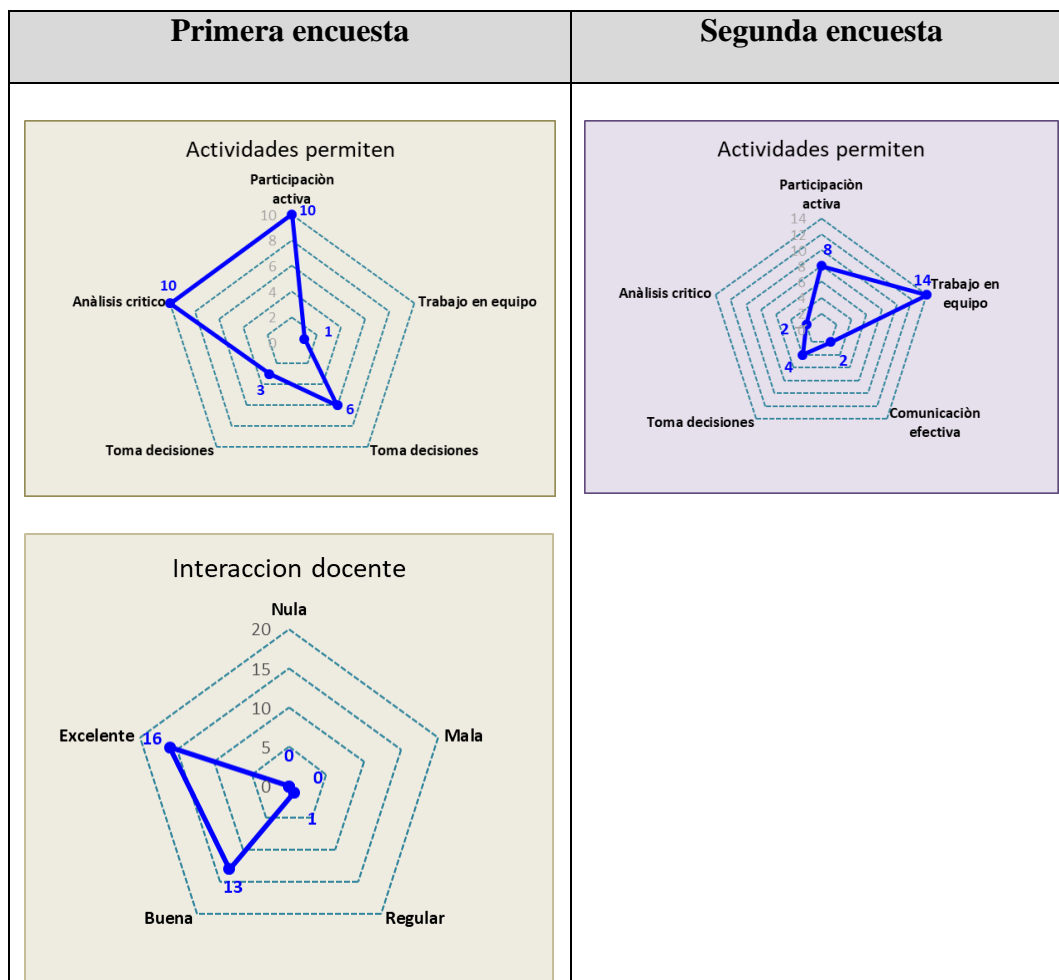 Primera encuesta
Segunda encuesta
Actividades permiten
Participaciòn
activa
10
10
8
6
4
2
0
10
Anàlisis critico
Trabajo en equipo
1
3
6
Toma decisiones
Toma decisiones
Actividades permiten
Participaciòn
activa
14
12
10
8
6
4
2
0
8
14
Trabajo en
equipo
Anàlisis critico
2
4
2
Toma decisiones
Comunicaciòn
efectiva
Interaccion docente
Nula
20
15
10
5
0
Excelente
16
Mala
0
0
1
13
Buena
Regular